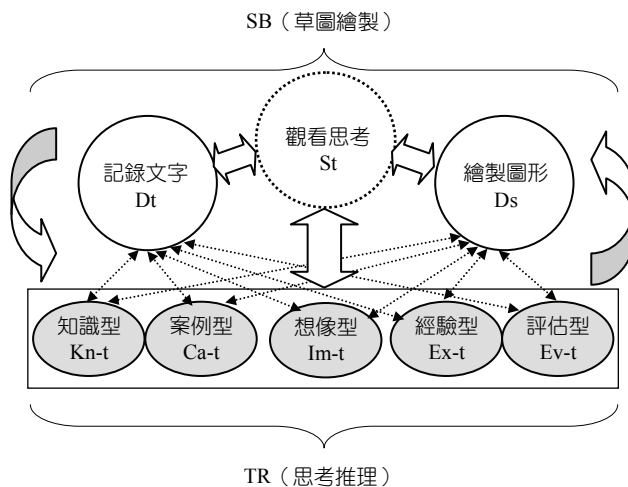 SB（草圖繪製）
觀看思考
St
記錄文字
Dt
繪製圖形
Ds
知識型
Kn-t
案例型
Ca-t
想像型
Im-t
經驗型
Ex-t
評估型
Ev-t
TR（思考推理）